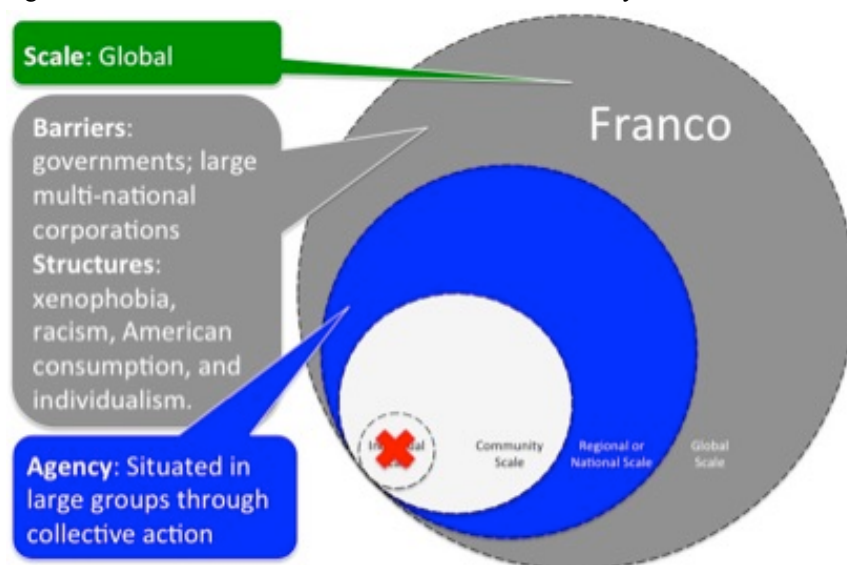 Scale: Global
Franco
Barriers:
governments; large
multi-national
corporations
Structures:
xenophobia,
racism, American
consumption, and
individualism.
Agency: Situated in
large groups through
collective action
Community
Scale
Regional or
National Scale
Global
Scale